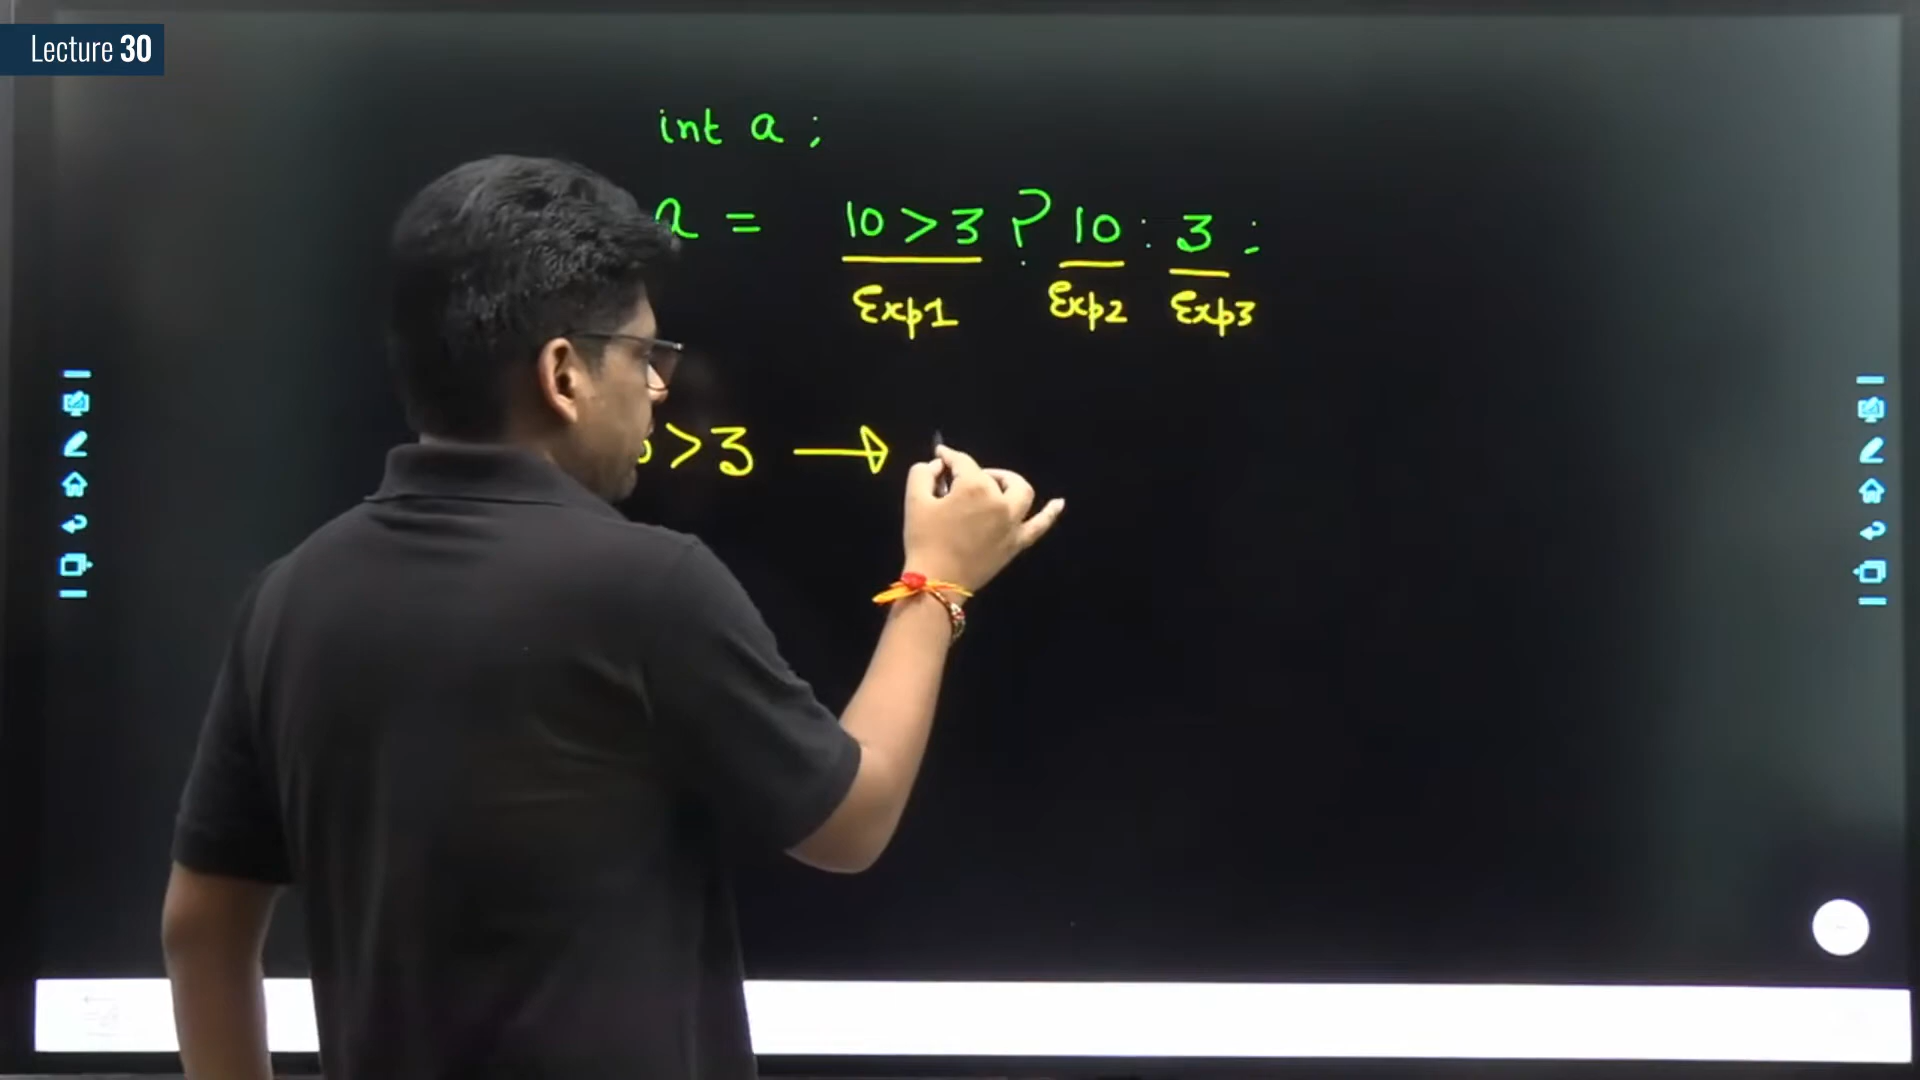 Lecture 30
int a ;
a = 10 > 3 ? 10 : 3 ;
Exp1 Exp2 Exp3
> 3 →